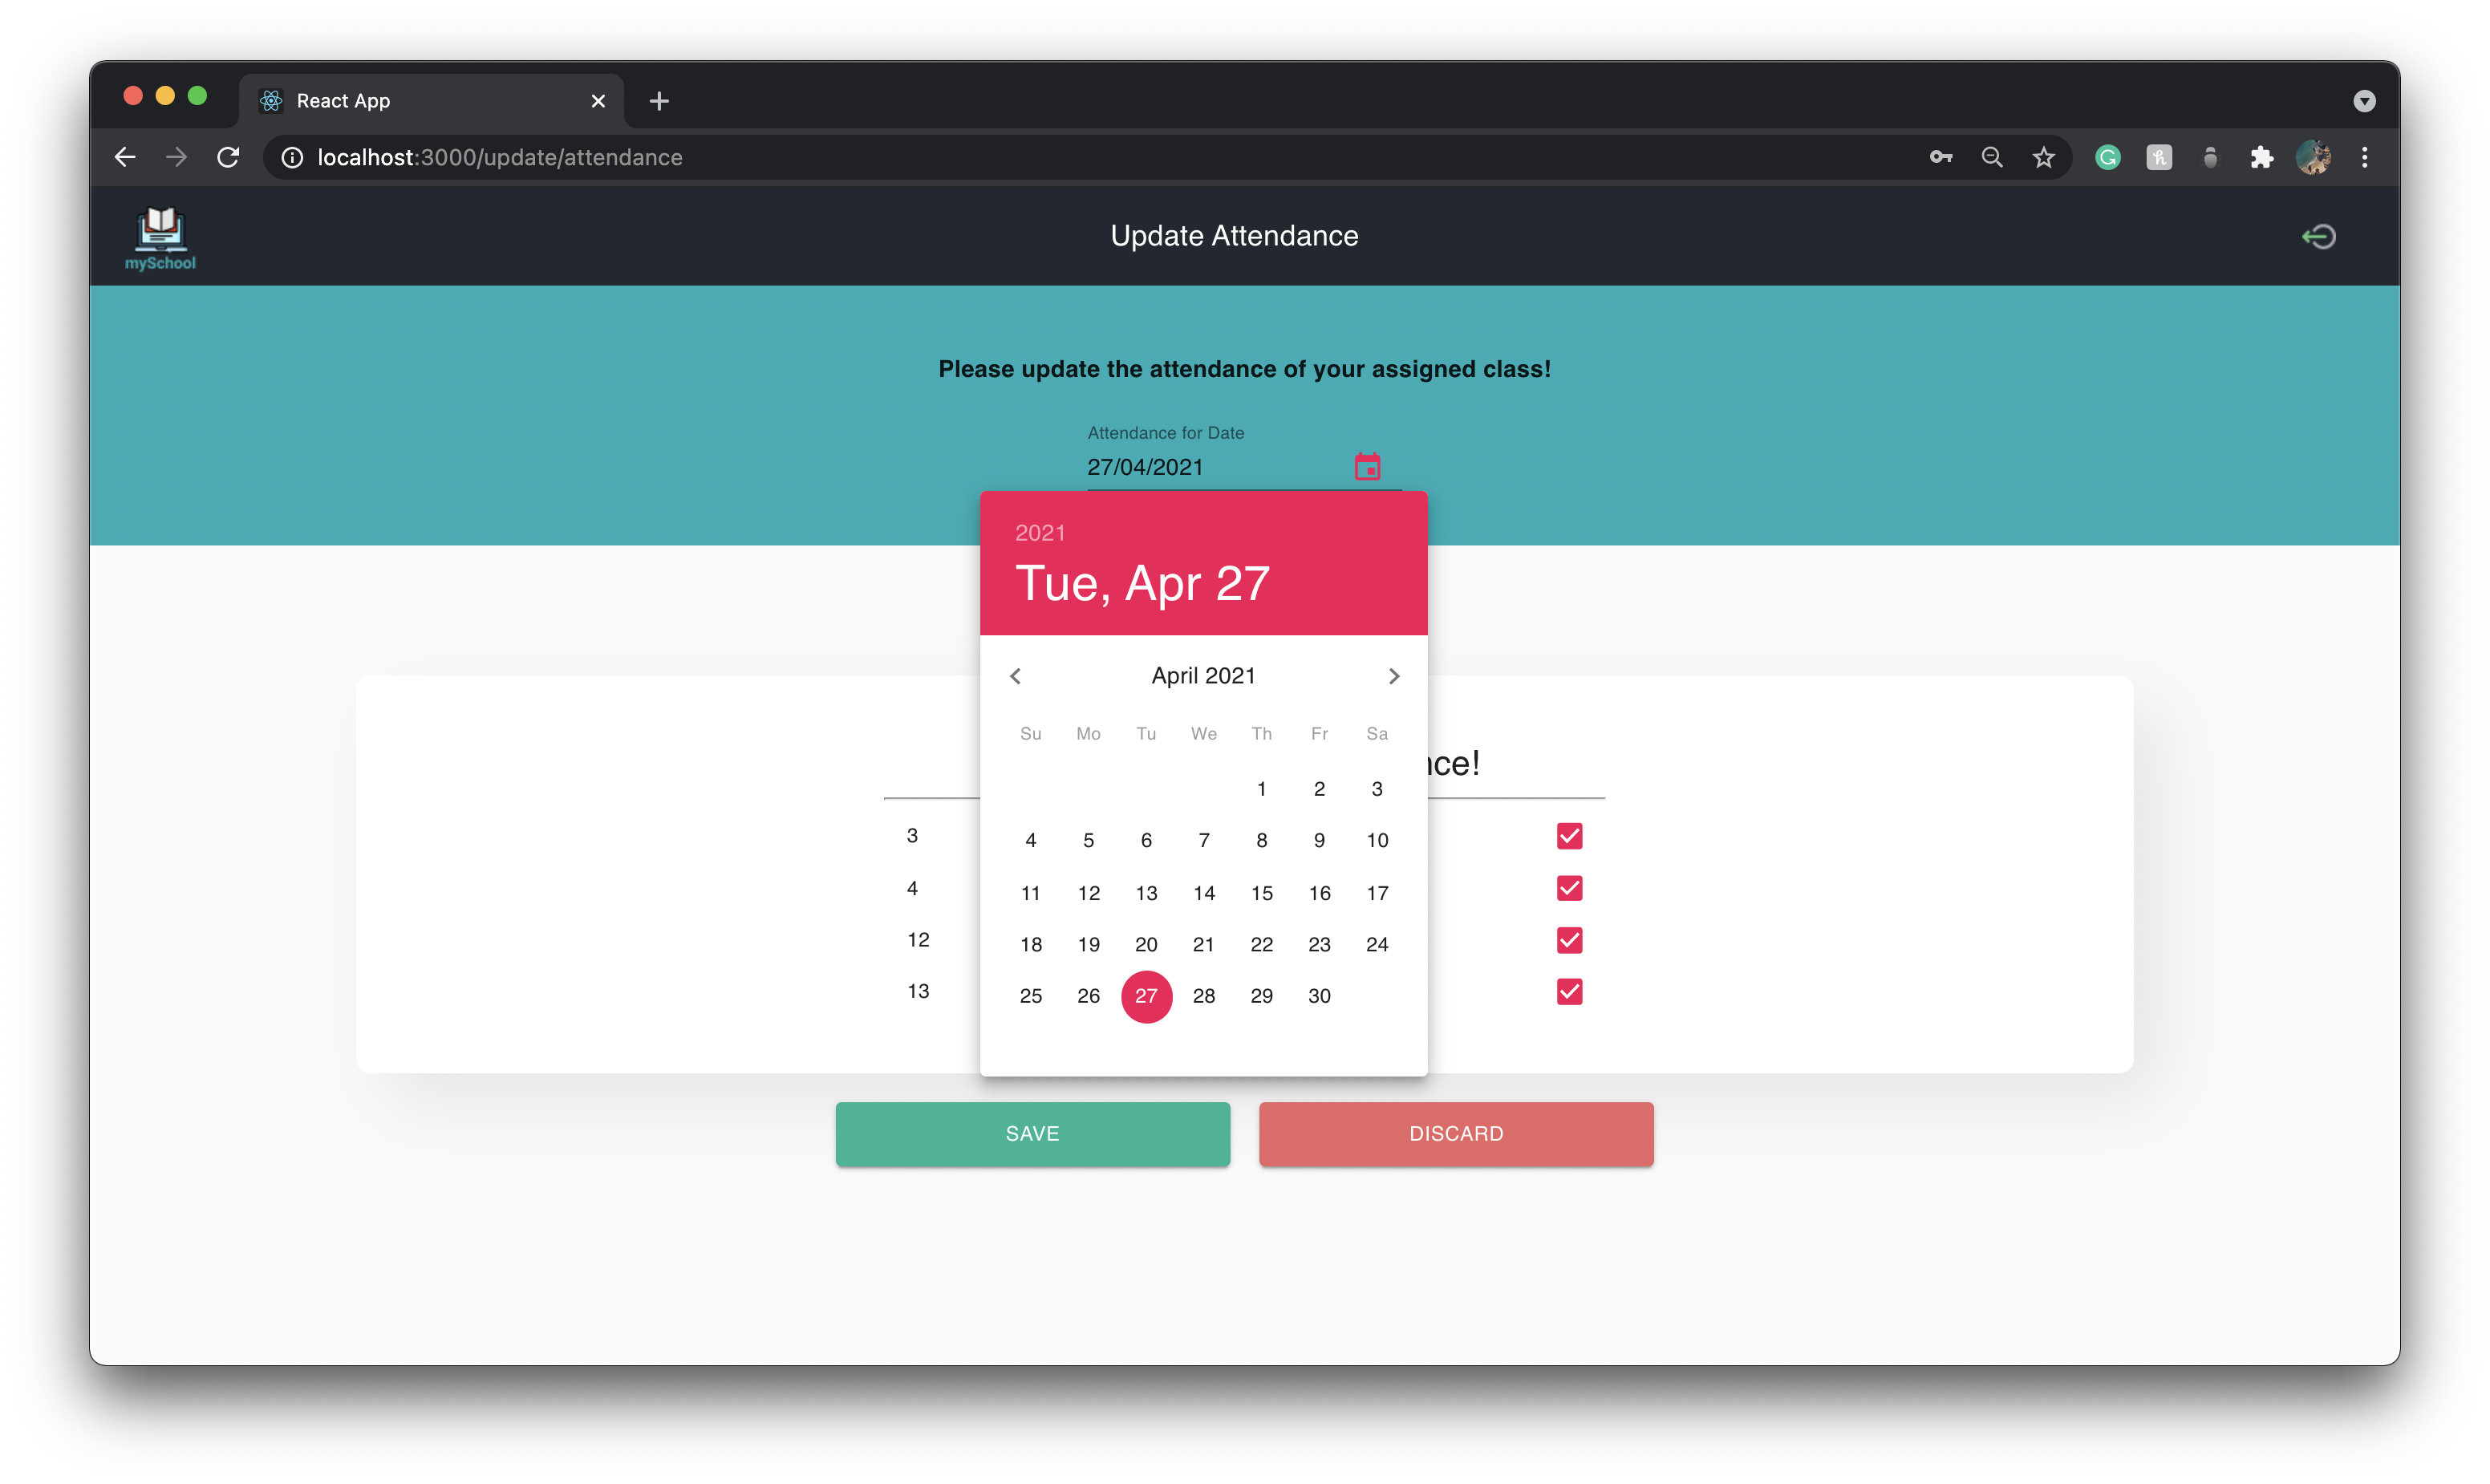 React App
localhost:3000/update/attendance
mySchool
Update Attendance
Please update the attendance of your assigned class!
Attendance for Date
27/04/2021
2021
Tue, Apr 27
April 2021
Su Mo Tu We Th Fr Sa
1 2 3
4 5 6 7 8 9 10
11 12 13 14 15 16 17
18 19 20 21 22 23 24
25 26 27 28 29 30
3
4
12
13
SAVE
DISCARD